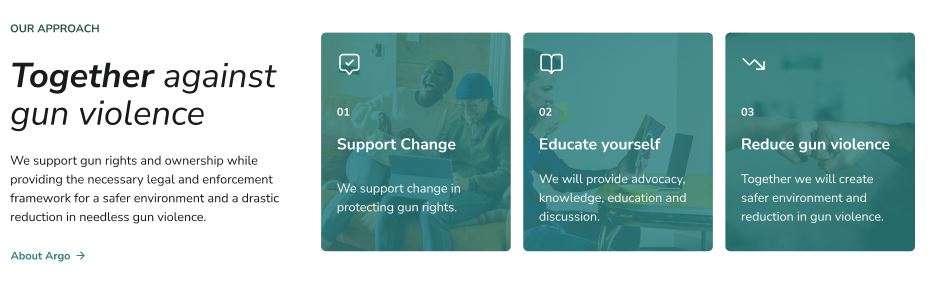 OUR APPROACH
Together against
gun violence
We support gun rights and ownership while
providing the necessary legal and enforcement
framework for a safer environment and a drastic
reduction in needless gun violence.
About Argo →
01
Support Change
We support change in
protecting gun rights.
02
Educate yourself
We will provide advocacy,
knowledge, education and
discussion.
03
Reduce gun violence
Together we will create
safer environment and
reduction in gun violence.